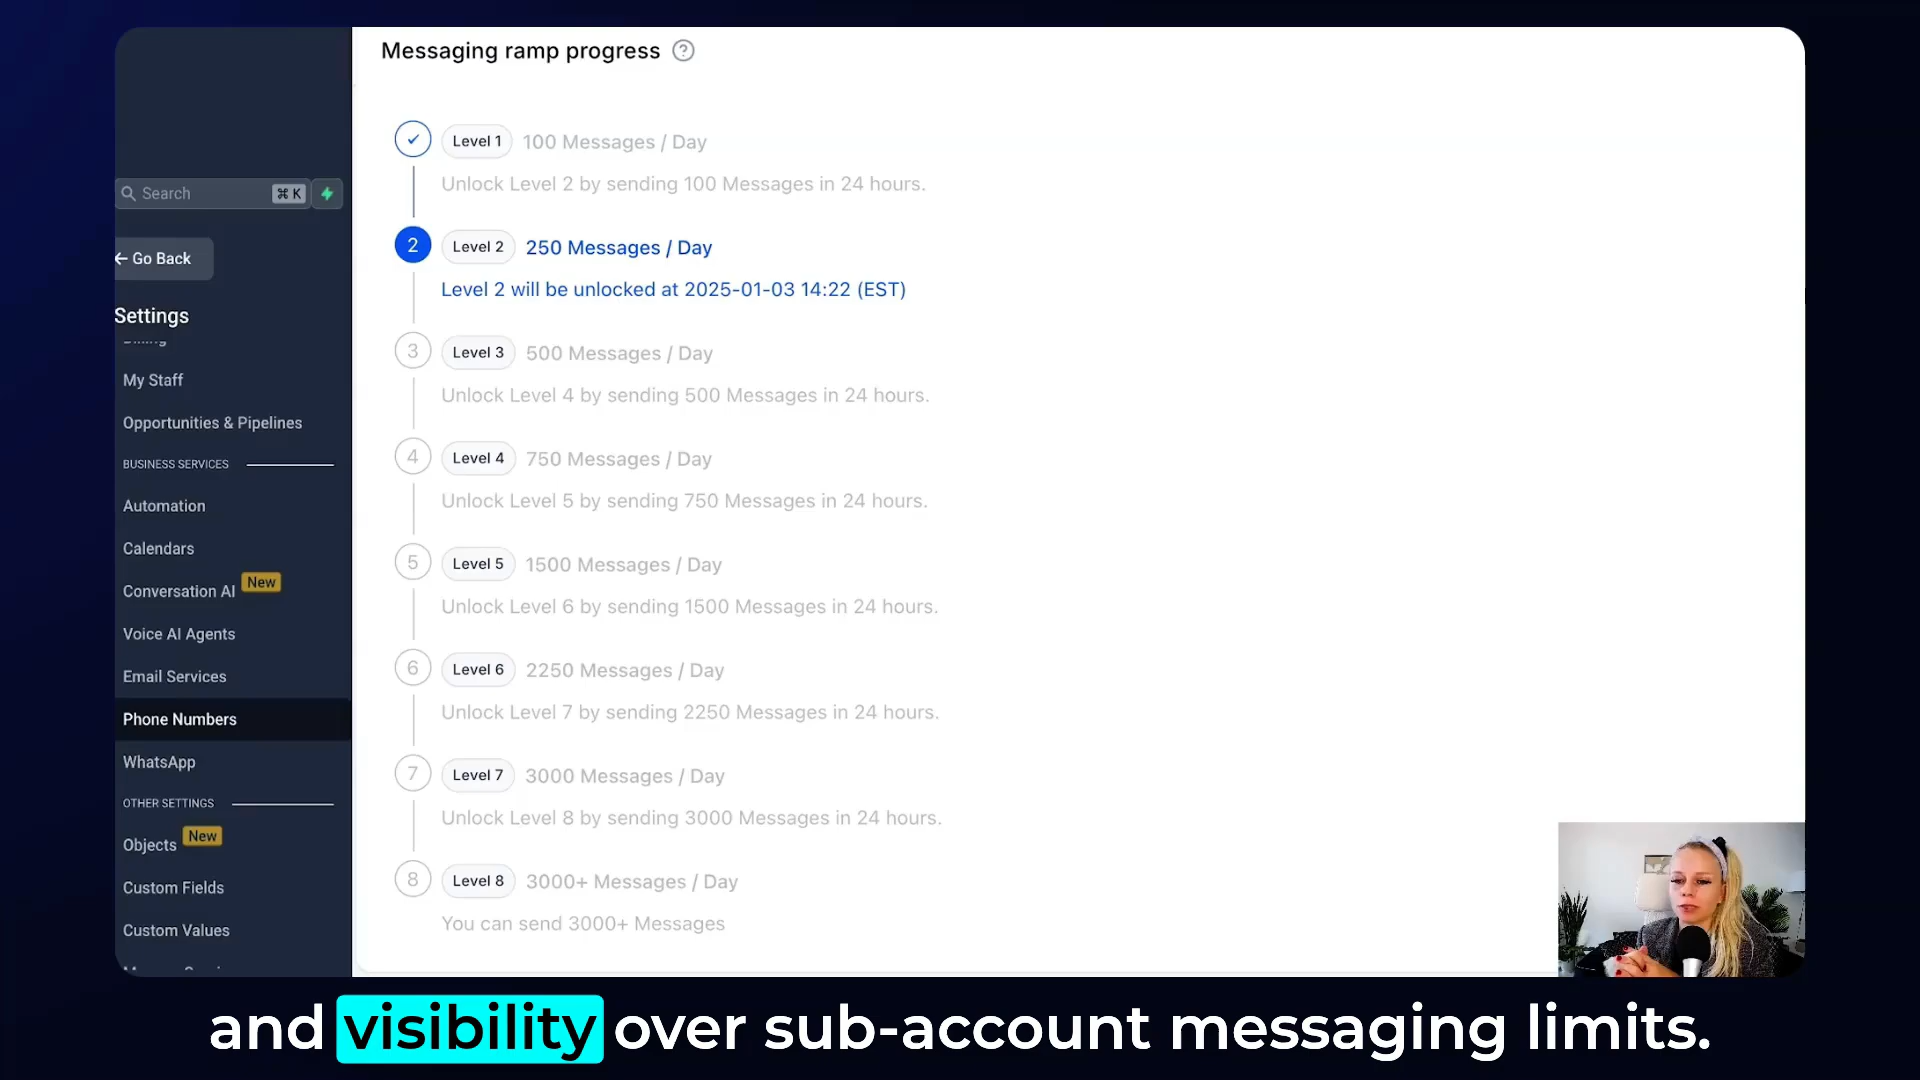 Messaging ramp progress ?
Search ⌘ K
← Go Back
Settings
My Staff
Opportunities & Pipelines
BUSINESS SERVICES
Automation
Calendars
Conversation AI New
Voice AI Agents
Email Services
Phone Numbers
WhatsApp
OTHER SETTINGS
Objects New
Custom Fields
Custom Values
Level 1 100 Messages / Day
Unlock Level 2 by sending 100 Messages in 24 hours.
2 Level 2 250 Messages / Day
Level 2 will be unlocked at 2025-01-03 14:22 (EST)
3 Level 3 500 Messages / Day
Unlock Level 4 by sending 500 Messages in 24 hours.
4 Level 4 750 Messages / Day
Unlock Level 5 by sending 750 Messages in 24 hours.
5 Level 5 1500 Messages / Day
Unlock Level 6 by sending 1500 Messages in 24 hours.
6 Level 6 2250 Messages / Day
Unlock Level 7 by sending 2250 Messages in 24 hours.
7 Level 7 3000 Messages / Day
Unlock Level 8 by sending 3000 Messages in 24 hours.
8 Level 8 3000+ Messages / Day
You can send 3000+ Messages
and visibility over sub-account messaging limits.